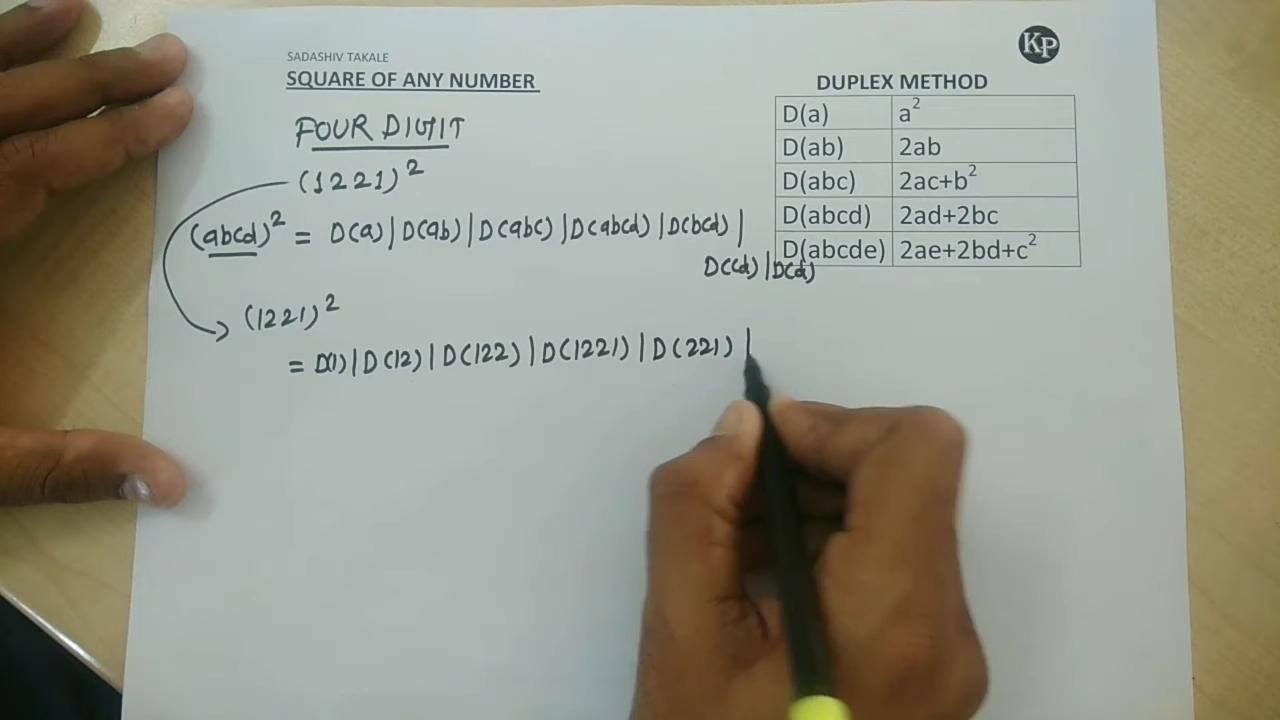 KP
SADASHIV TAKALE
SQUARE OF ANY NUMBER
DUPLEX METHOD
D(a) a²
D(ab) 2ab
D(abc) 2ac+b²
D(abcd) 2ad+2bc
D(abcde) 2ae+2bd+c²
FOUR DIGIT
(1221)²
(abcd)² = D(a)|D(ab)|D(abc)|D(abcd)|D(bcd)|
D(cd)|D(d)
(1221)²
= D(1)|D(12)|D(122)|D(1221)|D(221)|